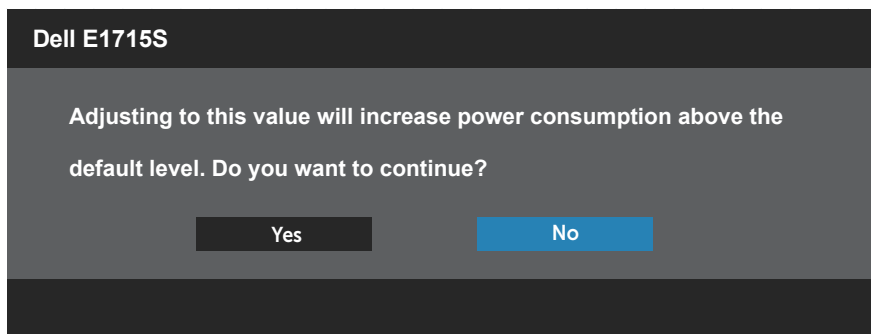 Dell E1715S
Adjusting to this value will increase power consumption above the
default level. Do you want to continue?
Yes No